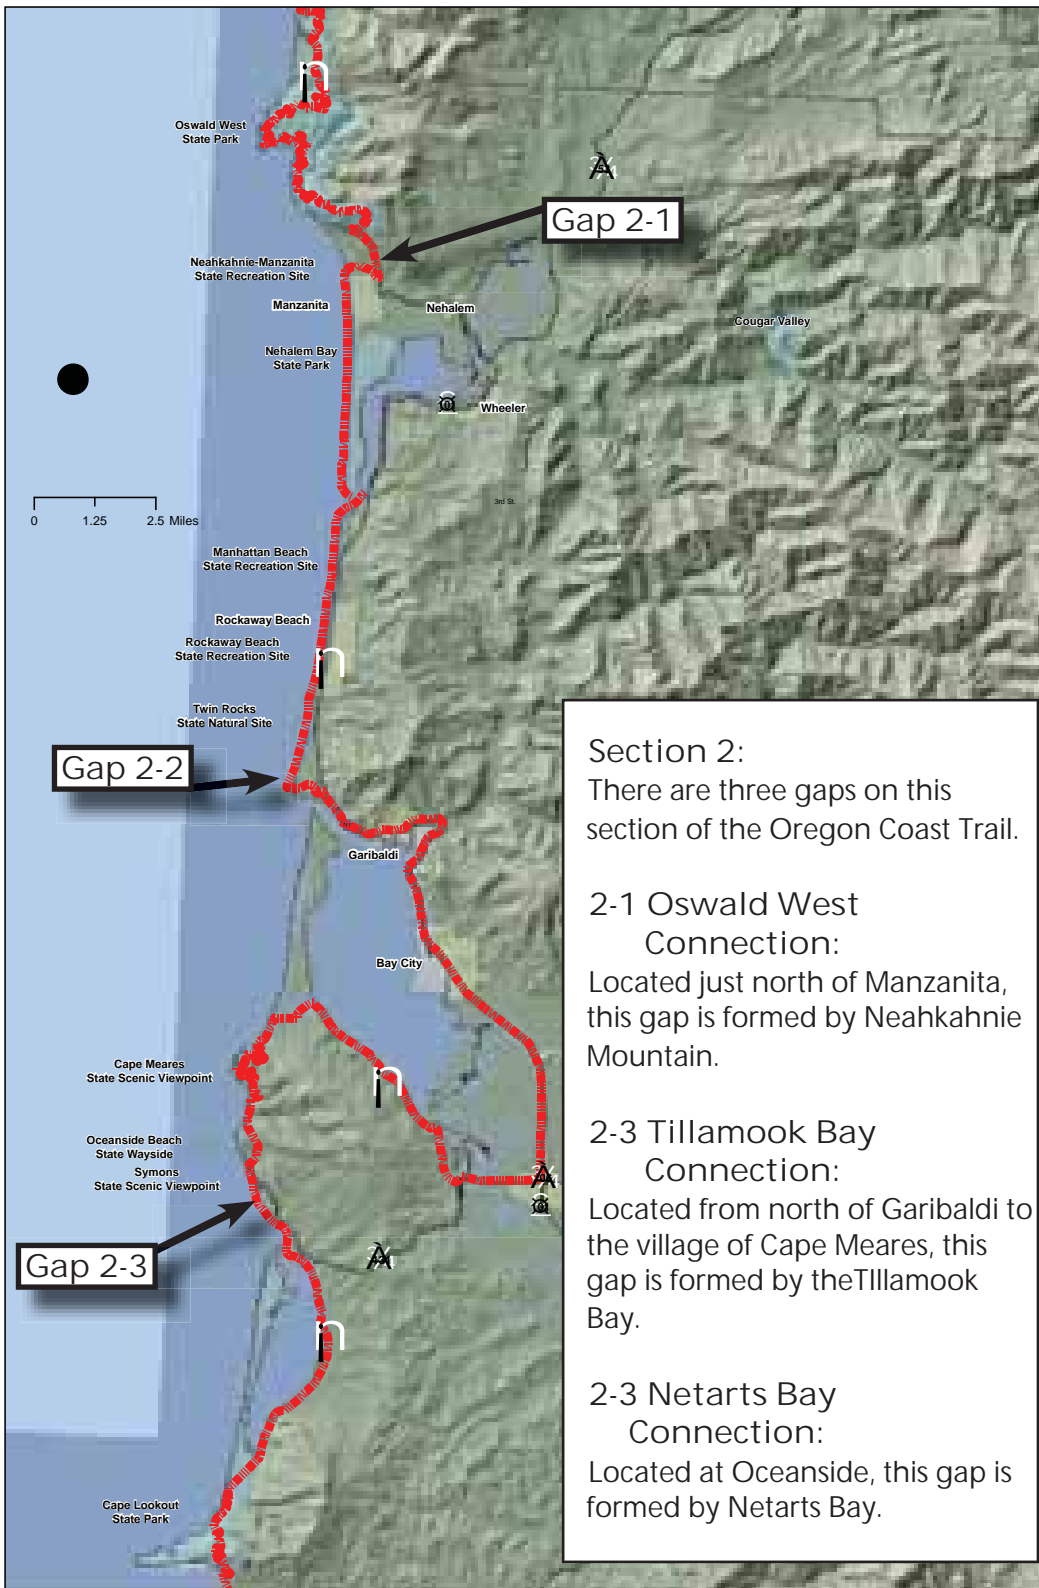 Oswald West
State Park
Gap 2-1
Neahkahnie-Manzanita
State Recreation Site
Manzanita
Nehalem
Cougar Valley
Nehalem Bay
State Park
Wheeler
3rd St.
0 1.25 2.5 Miles
Manhattan Beach
State Recreation Site
Rockaway Beach
Rockaway Beach
State Recreation Site
Twin Rocks
State Natural Site
Gap 2-2
Garibaldi
Bay City
Cape Meares
State Scenic Viewpoint
Oceanside Beach
State Wayside
Symons
State Scenic Viewpoint
Gap 2-3
Cape Lookout
State Park
Section 2:
There are three gaps on this
section of the Oregon Coast Trail.
2-1 Oswald West
Connection:
Located just north of Manzanita,
this gap is formed by Neahkahnie
Mountain.
2-3 Tillamook Bay
Connection:
Located from north of Garibaldi to
the village of Cape Meares, this
gap is formed by theTIllamook
Bay.
2-3 Netarts Bay
Connection:
Located at Oceanside, this gap is
formed by Netarts Bay.